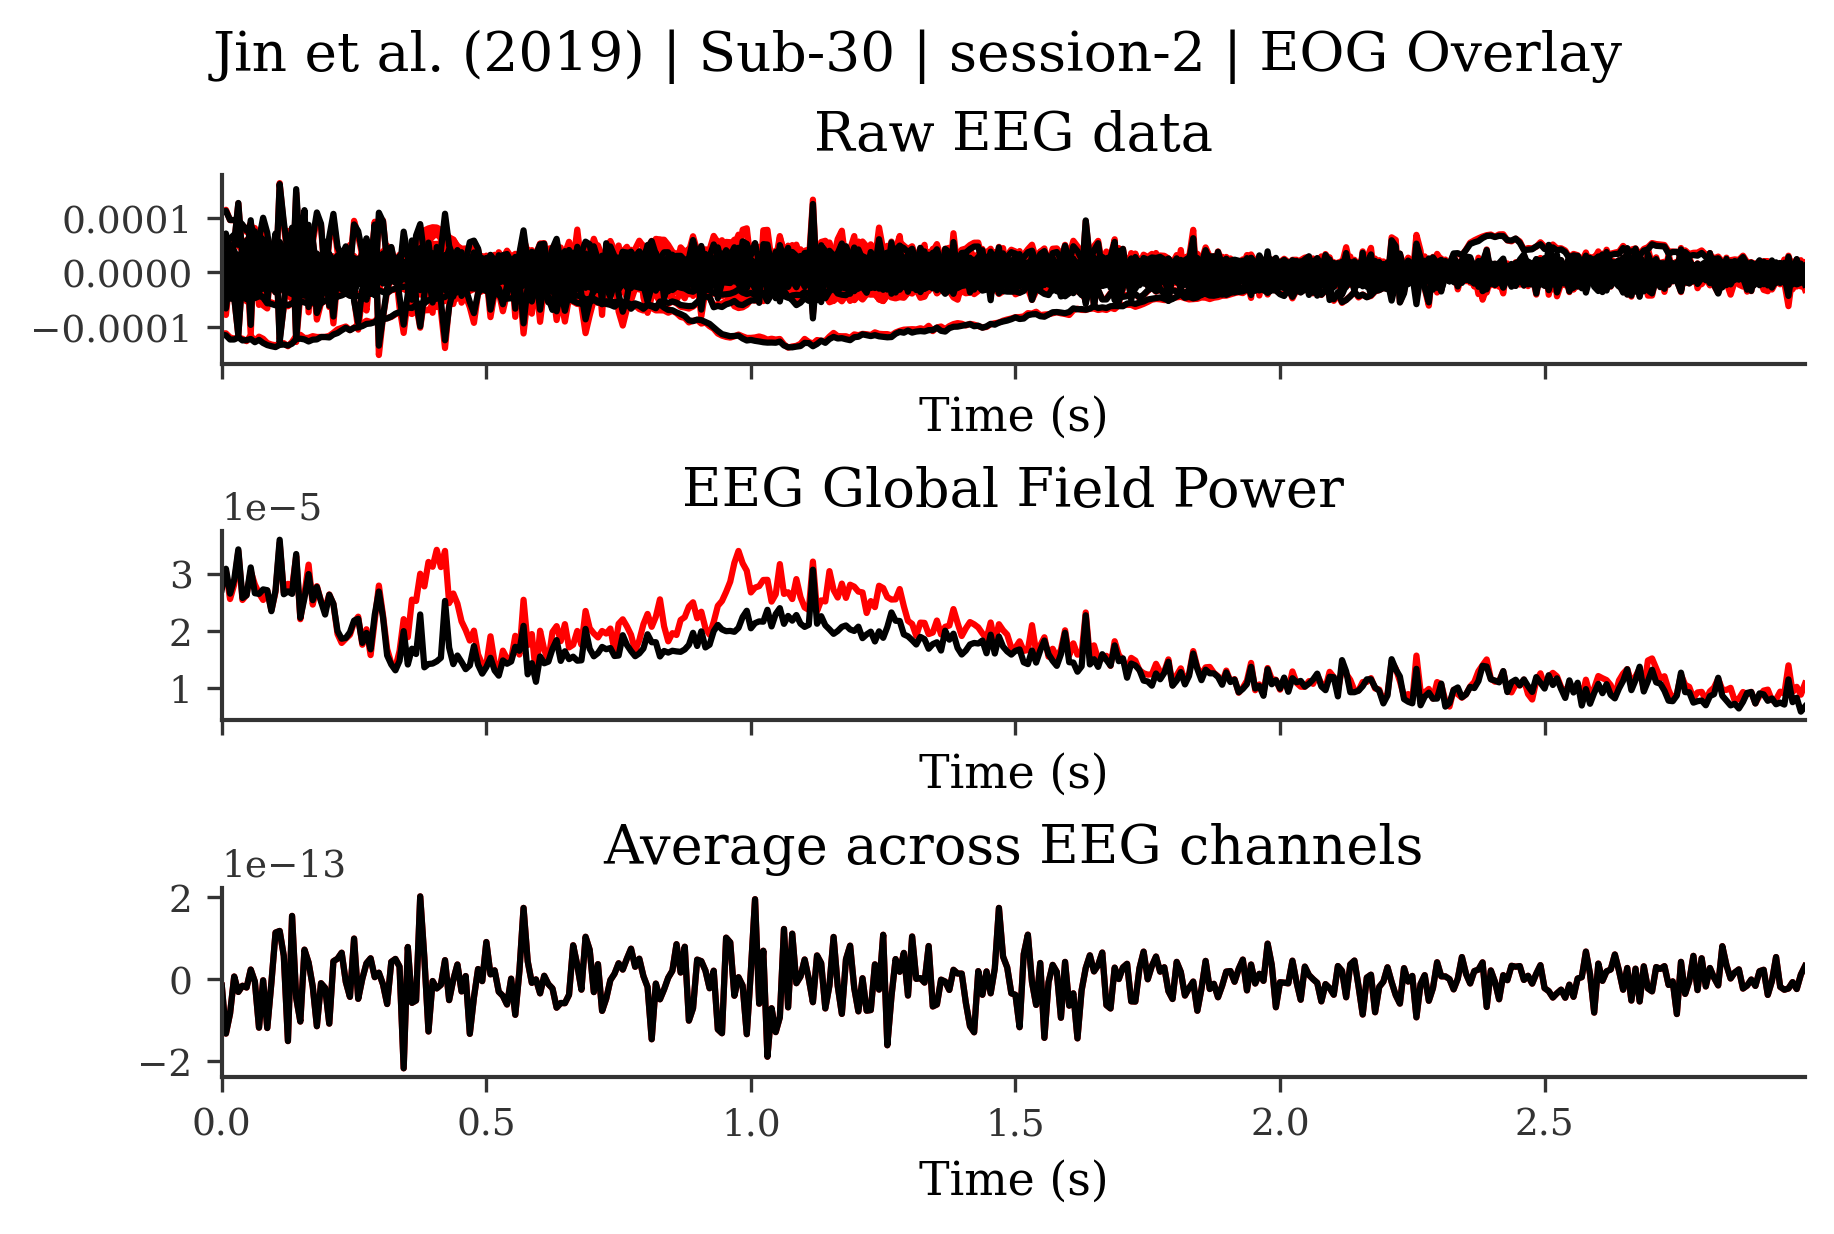 Jin et al. (2019) | Sub-30 | session-2 | EOG Overlay
Raw EEG data
0.0001
0.0000
−0.0001
Time (s)
EEG Global Field Power
1e−5
3
2
1
Time (s)
Average across EEG channels
1e−13
2
0
−2
0.0 0.5 1.0 1.5 2.0 2.5
Time (s)